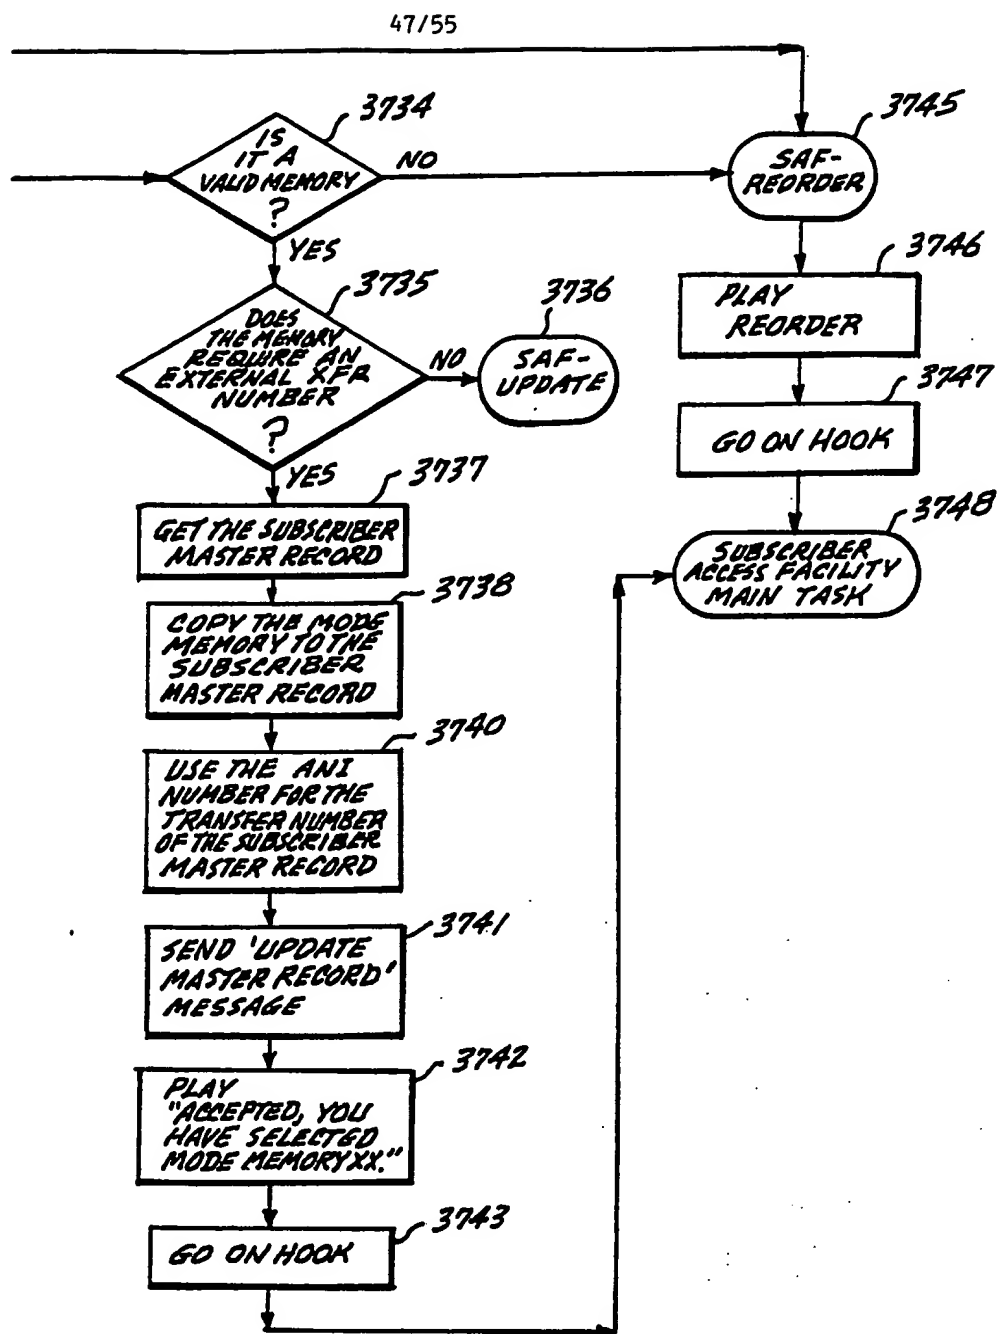 47/55
3734
IS
IT A
VALID MEMORY
?
NO
YES
3745
SAF-
REORDER
3746
PLAY
REORDER
3747
GO ON HOOK
3748
SUBSCRIBER
ACCESS FACILITY
MAIN TASK
3735
DOES
THE MEMORY
REQUIRE AN
EXTERNAL XFR
NUMBER
?
NO
YES
3736
SAF-
UPDATE
3737
GET THE SUBSCRIBER
MASTER RECORD
3738
COPY THE MODE
MEMORY TO THE
SUBSCRIBER
MASTER RECORD
3740
USE THE ANI
NUMBER FOR THE
TRANSFER NUMBER
OF THE SUBSCRIBER
MASTER RECORD
3741
SEND 'UPDATE
MASTER RECORD'
MESSAGE
3742
PLAY
"ACCEPTED, YOU
HAVE SELECTED
MODE MEMORY XX."
3743
GO ON HOOK